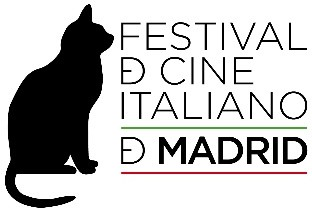 FESTIVAL
Đ CINE
ITALIANO
Đ MADRID